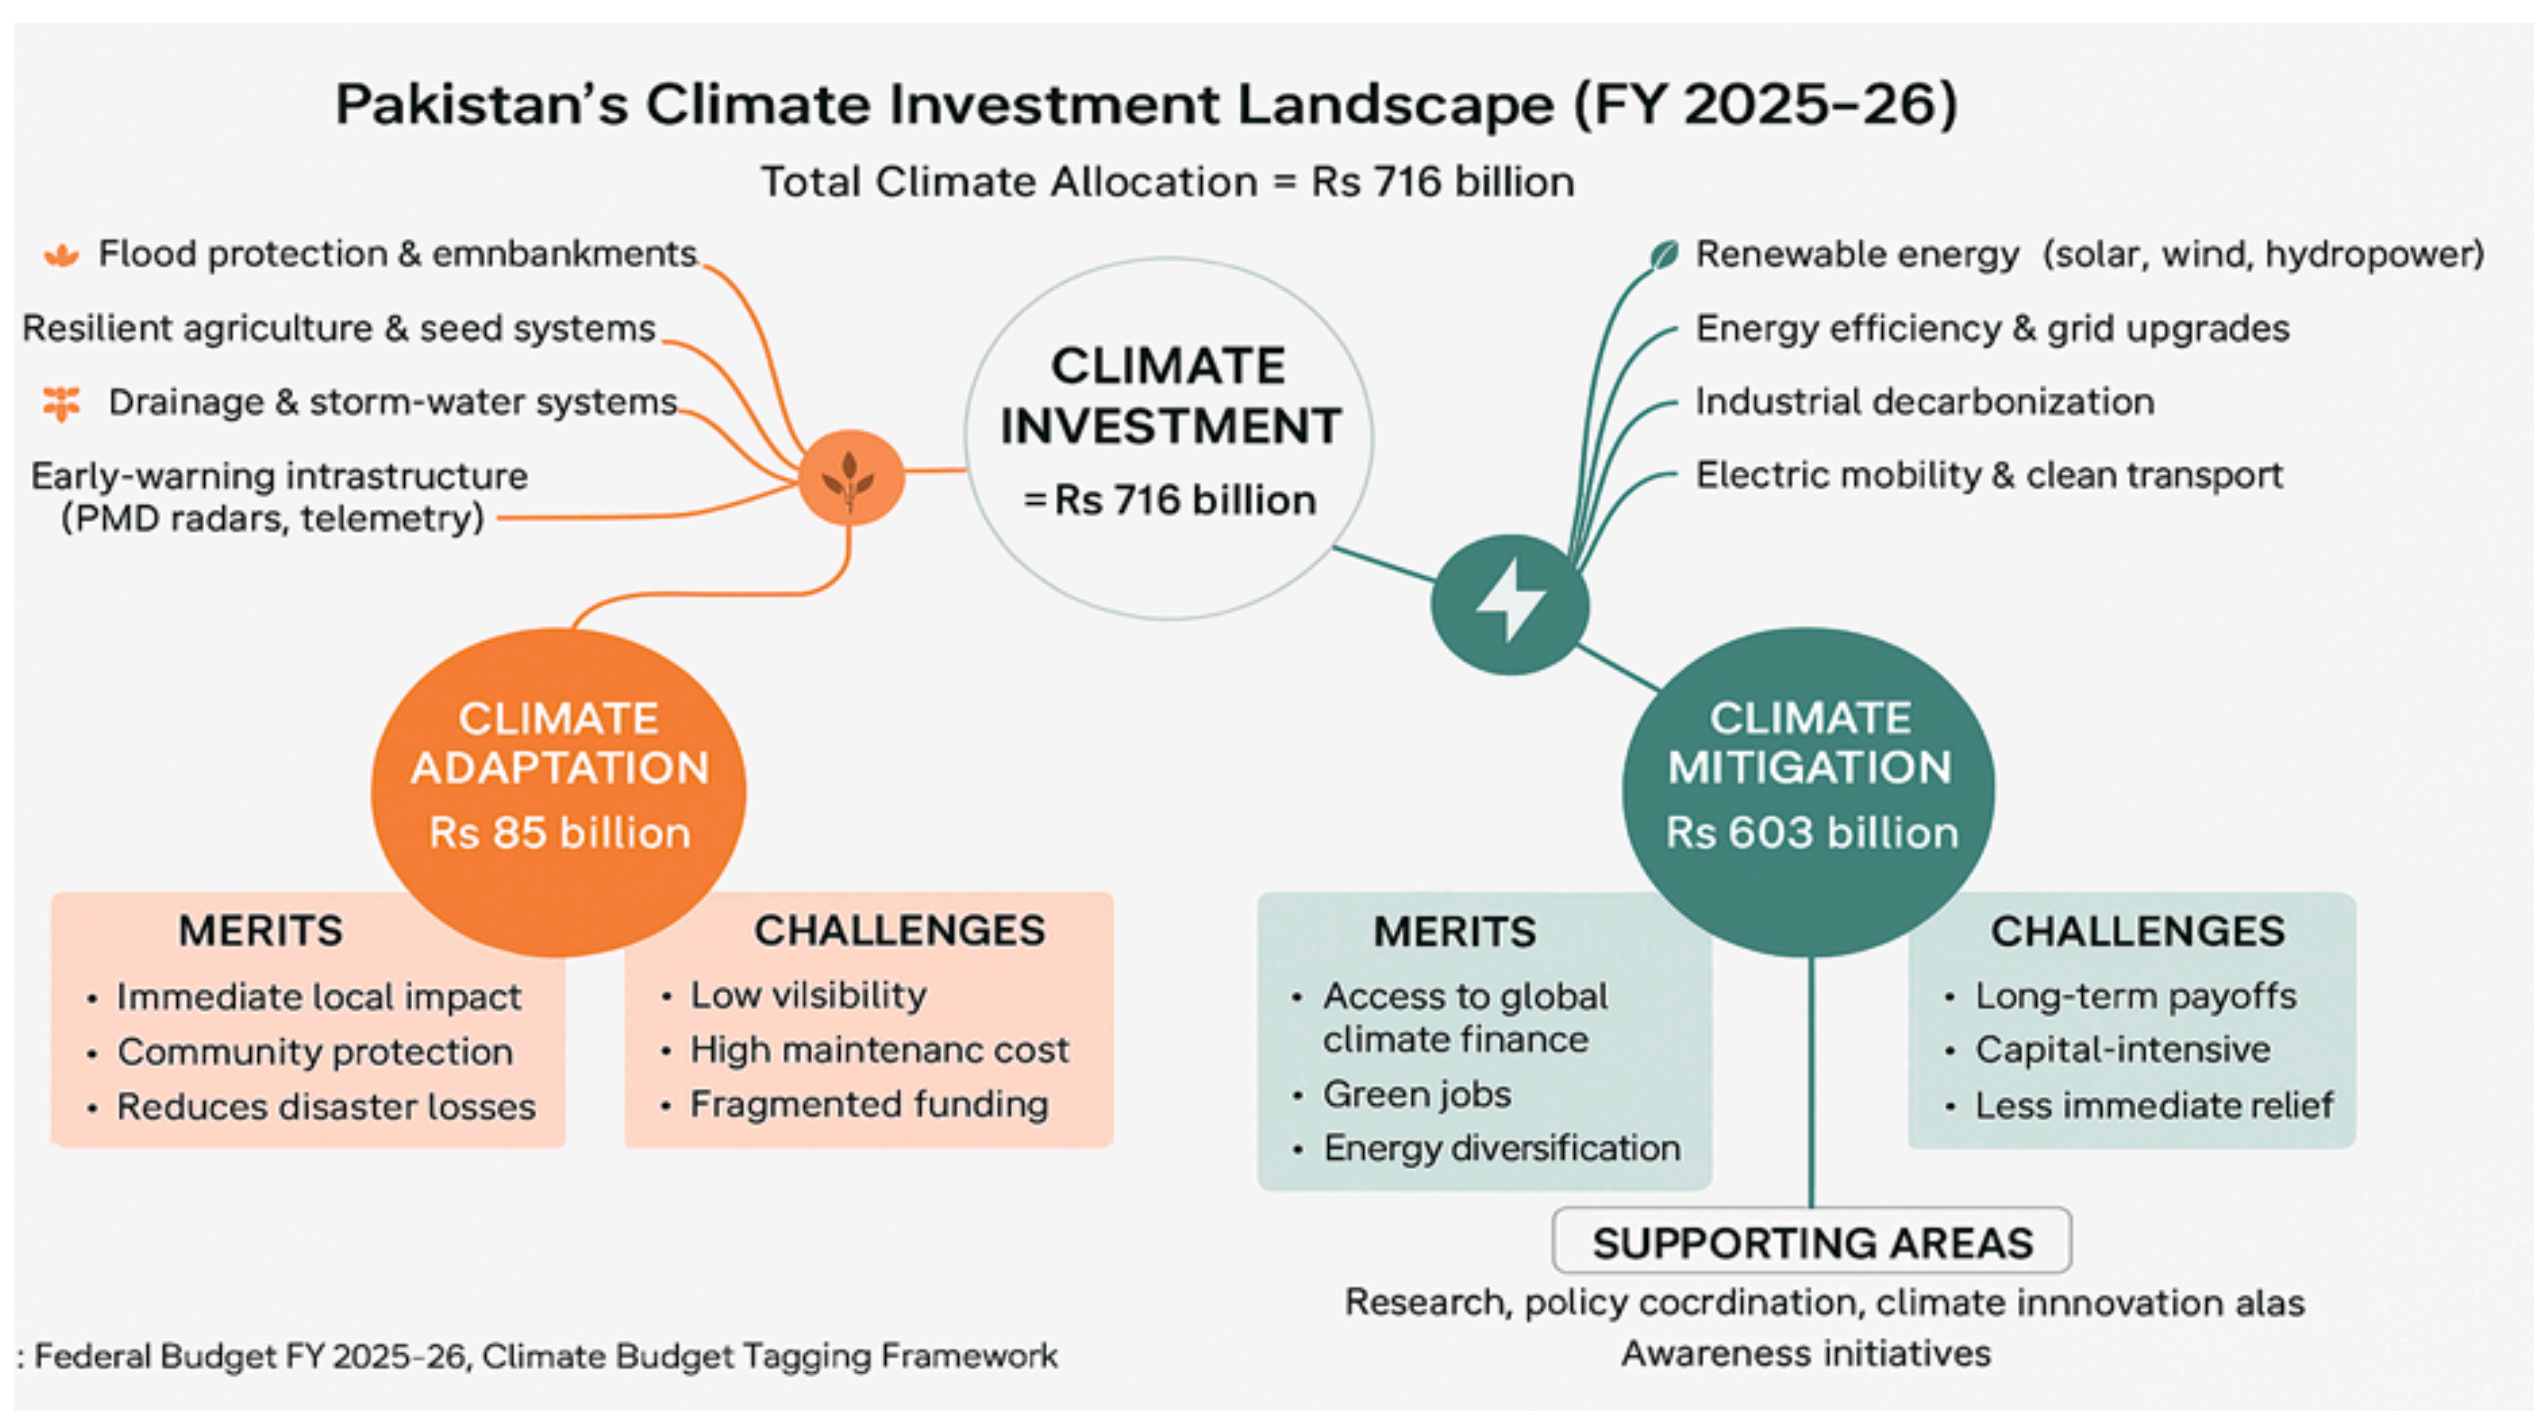 Pakistan's Climate Investment Landscape (FY 2025–26)
Total Climate Allocation = Rs 716 billion
Flood protection & emnbankments
Resilient agriculture & seed systems
Drainage & storm-water systems
Early-warning intrastructure
(PMD radars, telemetry)
CLIMATE
INVESTMENT
= Rs 716 billion
Renewable energy (solar, wind, hydropower)
Energy efficiency & grid upgrades
Industrial decarbonization
Electric mobility & clean transport
CLIMATE
ADAPTATION
Rs 85 billion
MERITS
• Immediate local impact
• Community protection
• Reduces disaster losses
CHALLENGES
• Low vilsibility
• High maintenanc cost
• Fragmented funding
CLIMATE
MITIGATION
Rs 603 billion
MERITS
• Access to global
climate finance
• Green jobs
• Energy diversification
CHALLENGES
• Long-term payoffs
• Capital-intensive
• Less immediate relief
SUPPORTING AREAS
Research, policy cocrdination, climate innnovation alas
Awareness initiatives
: Federal Budget FY 2025-26, Climate Budget Tagging Framework